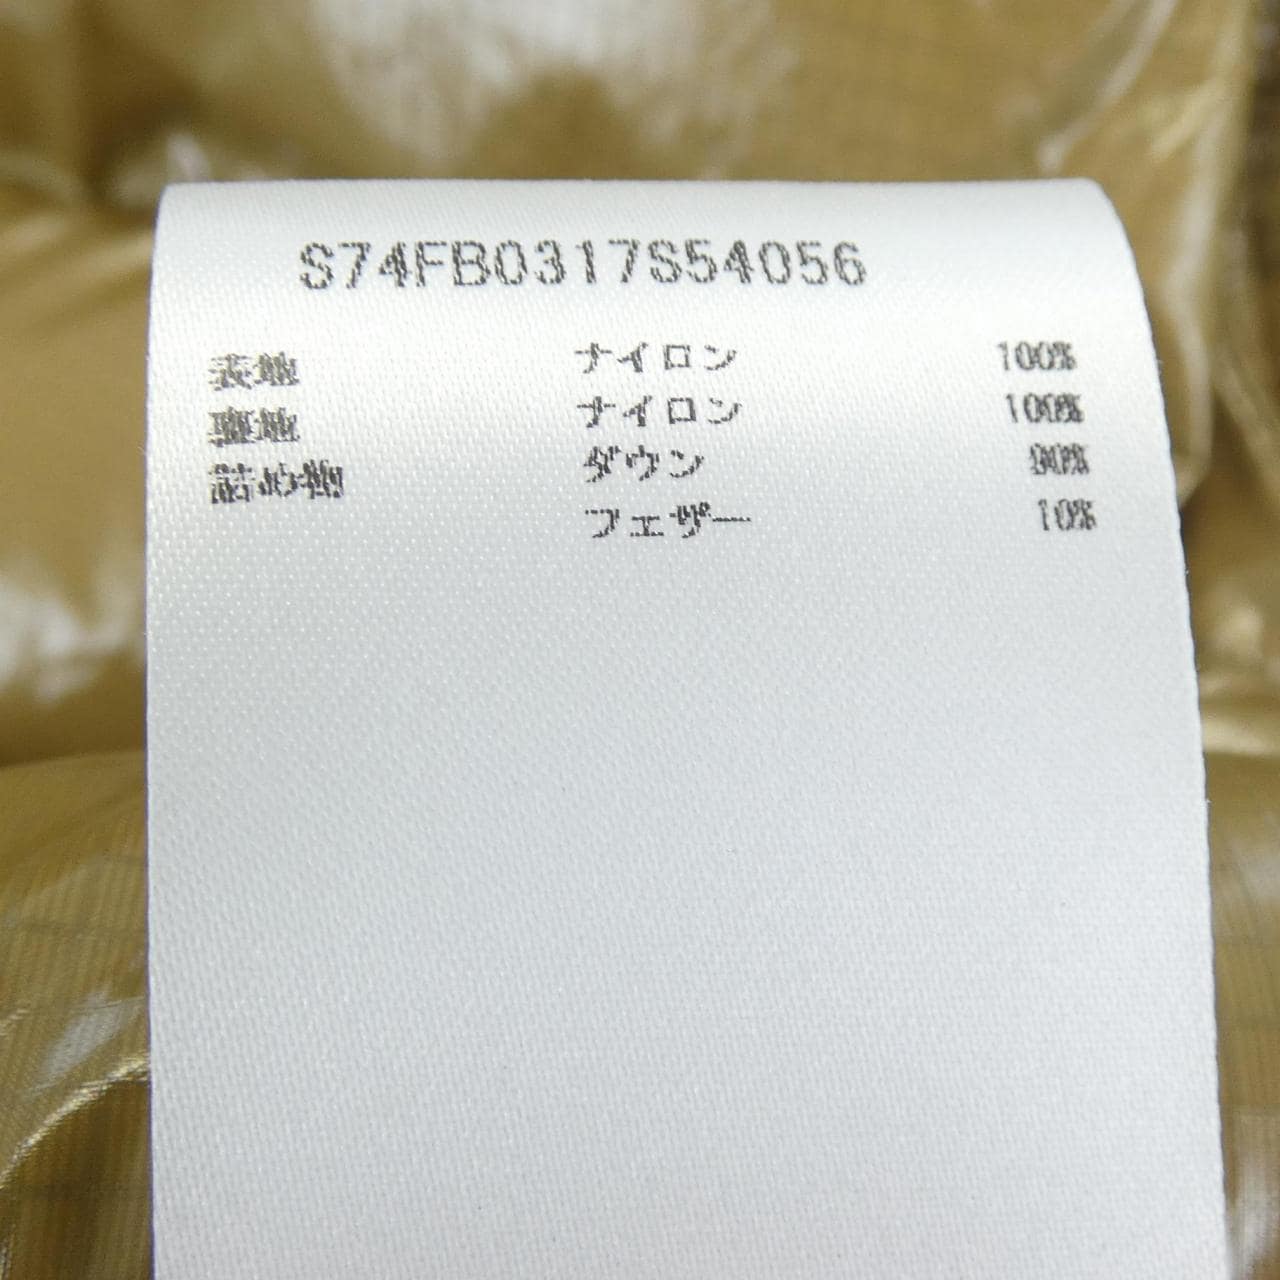 S74FB0317S54056
表地 ナイロン 100%
裏地 ナイロン 100%
詰め物 ダウン 90%
フェザー 10%